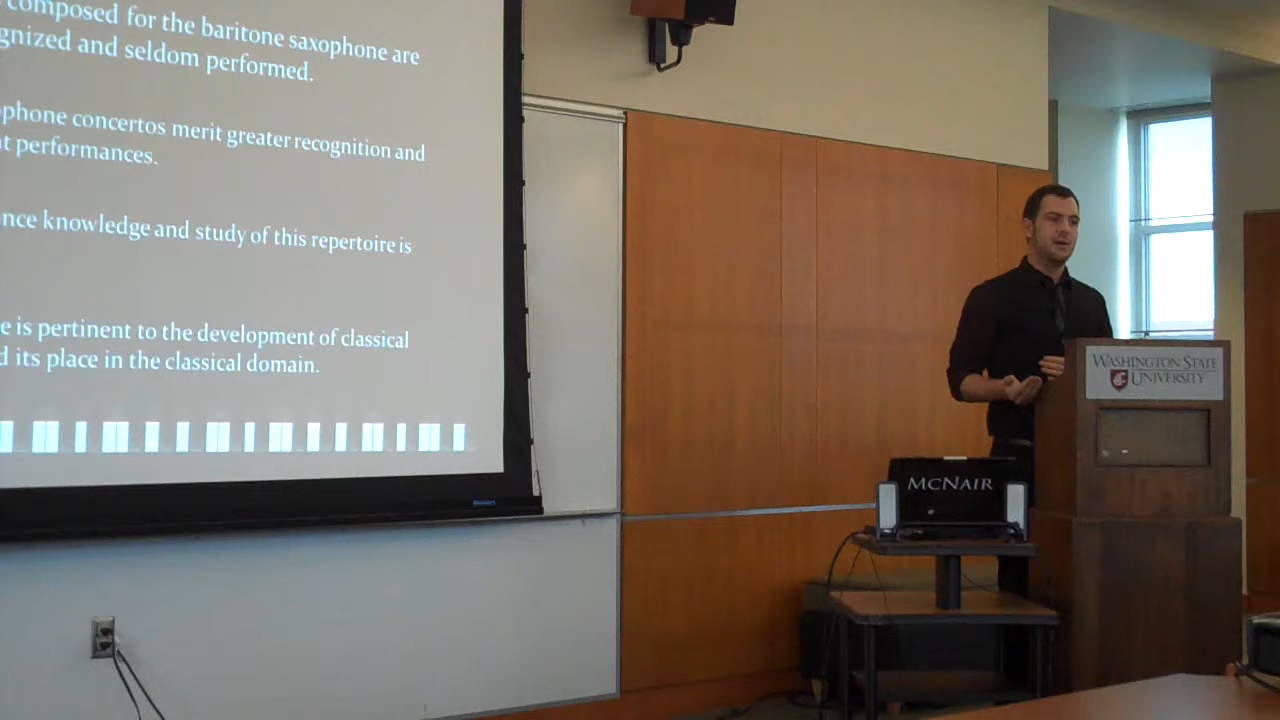 composed for the baritone saxophone are
gnized and seldom performed.
ophone concertos merit greater recognition and
nt performances.
nce knowledge and study of this repertoire is
e is pertinent to the development of classical
d its place in the classical domain.
WASHINGTON STATE
UNIVERSITY
MCNAIR